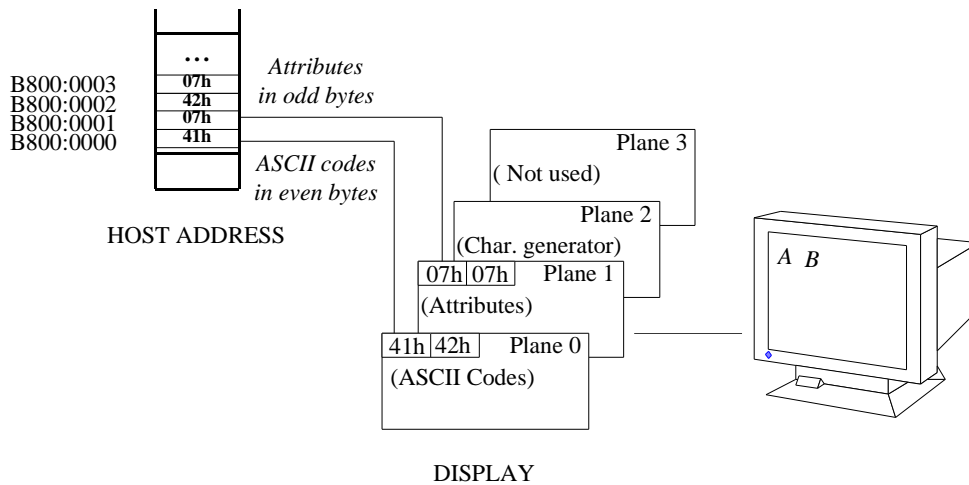 ...
B800:0003 07h
B800:0002 42h
B800:0001 07h
B800:0000 41h
Attributes
in odd bytes
ASCII codes
in even bytes
HOST ADDRESS
Plane 3
( Not used)
Plane 2
(Char. generator)
07h 07h Plane 1
(Attributes)
41h 42h Plane 0
(ASCII Codes)
A B
DISPLAY